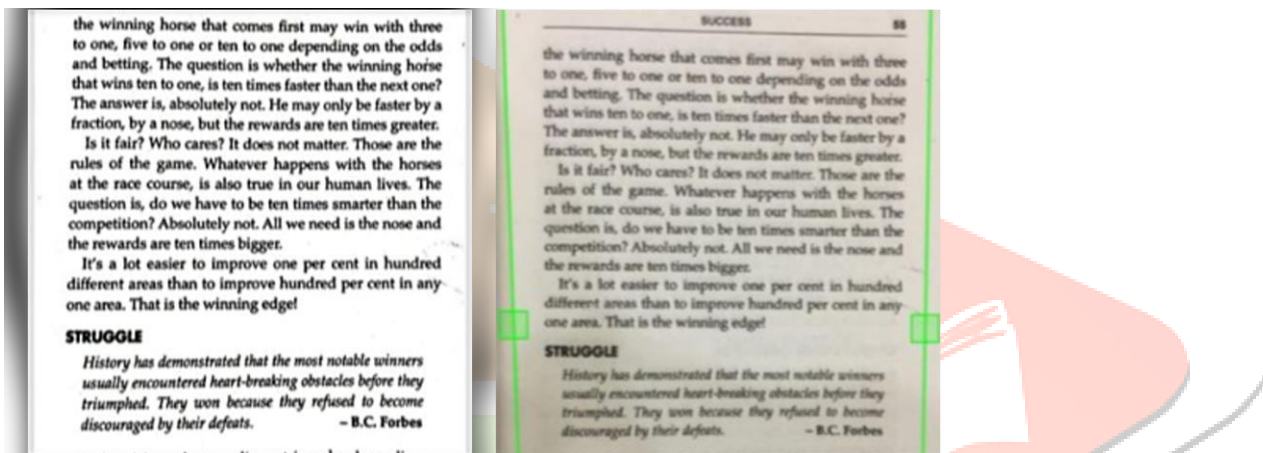 the winning horse that comes first may win with three
to one, five to one or ten to one depending on the odds
and betting. The question is whether the winning horse
that wins ten to one, is ten times faster than the next one?
The answer is, absolutely not. He may only be faster by a
fraction, by a nose, but the rewards are ten times greater.
Is it fair? Who cares? It does not matter. Those are the
rules of the game. Whatever happens with the horses
at the race course, is also true in our human lives. The
question is, do we have to be ten times smarter than the
competition? Absolutely not. All we need is the nose and
the rewards are ten times bigger.
It's a lot easier to improve one per cent in hundred
different areas than to improve hundred per cent in any
one area. That is the winning edge!
STRUGGLE
History has demonstrated that the most notable winners
usually encountered heart-breaking obstacles before they
triumphed. They won because they refused to become
discouraged by their defeats. – B.C. Forbes
SUCCESS 55
the winning horse that comes first may win with three
to one, five to one or ten to one depending on the odds
and betting. The question is whether the winning horse
that wins ten to one, is ten times faster than the next one?
The answer is, absolutely not. He may only be faster by a
fraction, by a nose, but the rewards are ten times greater.
Is it fair? Who cares? It does not matter. Those are the
rules of the game. Whatever happens with the horses
at the race course, is also true in our human lives. The
question is, do we have to be ten times smarter than the
competition? Absolutely not. All we need is the nose and
the rewards are ten times bigger.
It's a lot easier to improve one per cent in hundred
different areas than to improve hundred per cent in any
one area. That is the winning edge!
STRUGGLE
History has demonstrated that the most notable winners
usually encountered heart-breaking obstacles before they
triumphed. They won because they refused to become
discouraged by their defeats. – B.C. Forbes